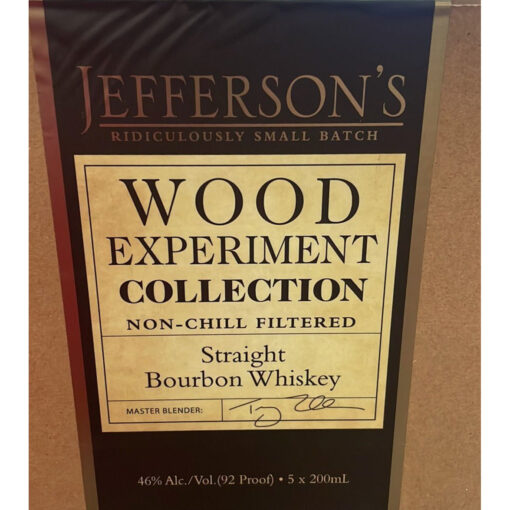 JEFFERSON'S
RIDICULOUSLY SMALL BATCH
WOOD
EXPERIMENT
COLLECTION
NON-CHILL FILTERED
Straight
Bourbon Whiskey
MASTER BLENDER:
46% Alc./Vol.(92 Proof) • 5 x 200mL